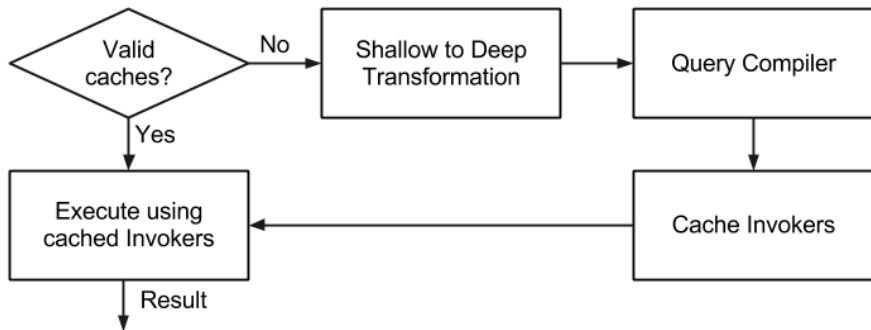 Valid
caches?
No
Shallow to Deep
Transformation
Query Compiler
Yes
Execute using
cached Invokers
Cache Invokers
Result